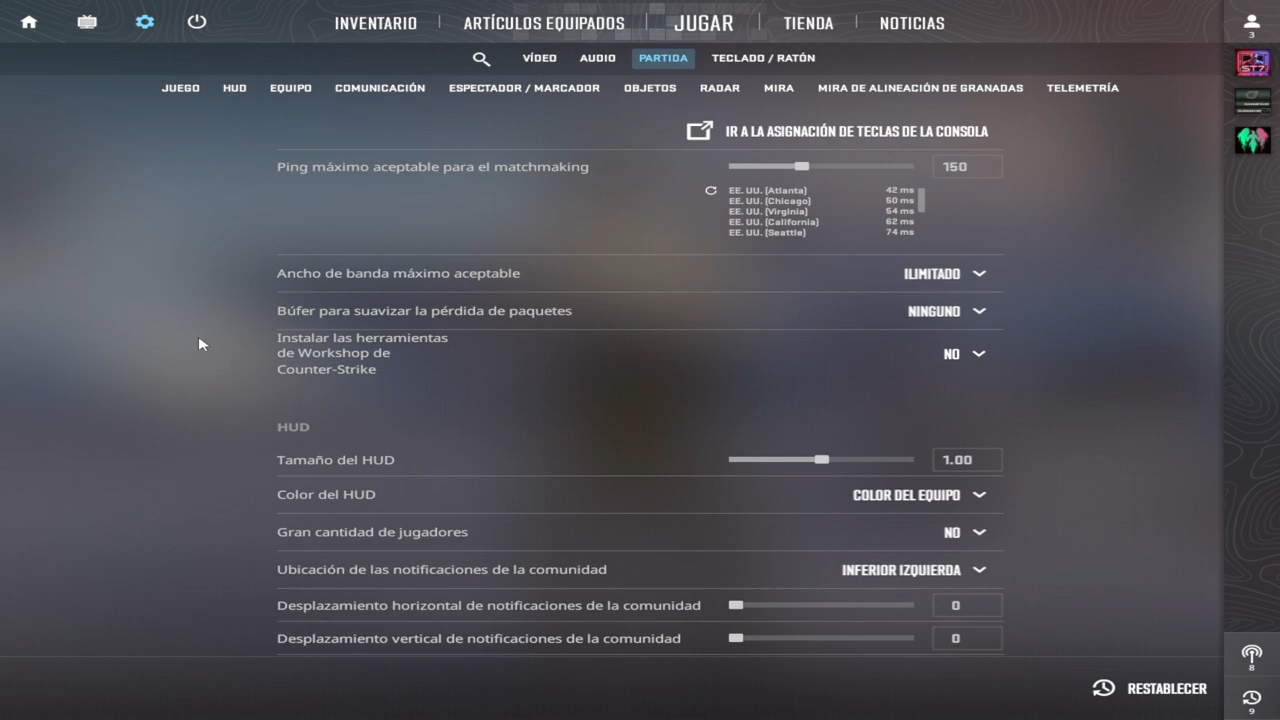 INVENTARIO
ARTÍCULOS EQUIPADOS
JUGAR
TIENDA
NOTICIAS
3
VÍDEO
AUDIO
PARTIDA
TECLADO / RATÓN
JUEGO
HUD
EQUIPO
COMUNICACIÓN
ESPECTADOR / MARCADOR
OBJETOS
RADAR
MIRA
MIRA DE ALINEACIÓN DE GRANADAS
TELEMETRÍA
IR A LA ASIGNACIÓN DE TECLAS DE LA CONSOLA
Ping máximo aceptable para el matchmaking
150
EE. UU. (Atlanta) 42 ms
EE. UU. (Chicago) 50 ms
EE. UU. (Virginia) 54 ms
EE. UU. (California) 62 ms
EE. UU. (Seattle) 74 ms
Ancho de banda máximo aceptable
ILIMITADO
Búfer para suavizar la pérdida de paquetes
NINGUNO
Instalar las herramientas
de Workshop de
Counter-Strike
NO
HUD
Tamaño del HUD
1.00
Color del HUD
COLOR DEL EQUIPO
Gran cantidad de jugadores
NO
Ubicación de las notificaciones de la comunidad
INFERIOR IZQUIERDA
Desplazamiento horizontal de notificaciones de la comunidad
0
Desplazamiento vertical de notificaciones de la comunidad
0
RESTABLECER
8
9